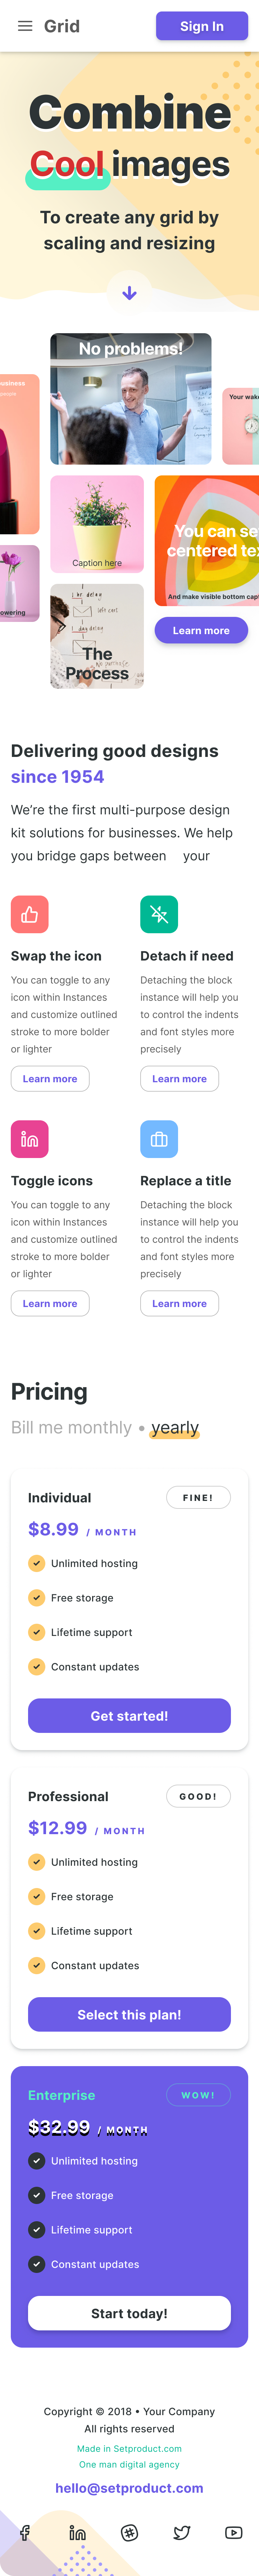 Grid
Sign In
Combine
Cool images
To create any grid by
scaling and resizing
No problems!
Your
Caption here
You can
centered
And make visible bottom
The
Process
Learn more
Delivering good designs
since 1954
We're the first multi-purpose design
kit solutions for businesses. We help
you bridge gaps between your
Swap the icon
You can toggle to any
icon within Instances
and customize outlined
stroke to more bolder
or lighter
Learn more
Detach if need
Detaching the block
instance will help you
to control the indents
and font styles more
precisely
Learn more
Toggle icons
You can toggle to any
icon within Instances
and customize outlined
stroke to more bolder
or lighter
Learn more
Replace a title
Detaching the block
instance will help you
to control the indents
and font styles more
precisely
Learn more
Pricing
Bill me monthly • yearly
Individual
FINE!
$8.99 / MONTH
Unlimited hosting
Free storage
Lifetime support
Constant updates
Get started!
Professional
GOOD!
$12.99 / MONTH
Unlimited hosting
Free storage
Lifetime support
Constant updates
Select this plan!
Enterprise
WOW!
$32.99 / MONTH
Unlimited hosting
Free storage
Lifetime support
Constant updates
Start today!
Copyright © 2018 • Your Company
All rights reserved
Made in Setproduct.com
One man digital agency
hello@setproduct.com